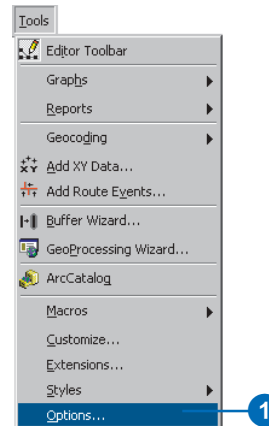 Tools
Editor Toolbar
Graphs
Reports
Geocoding
Add XY Data...
Add Route Events...
Buffer Wizard...
GeoProcessing Wizard...
ArcCatalog
Macros
Customize...
Extensions...
Styles
Options...
1